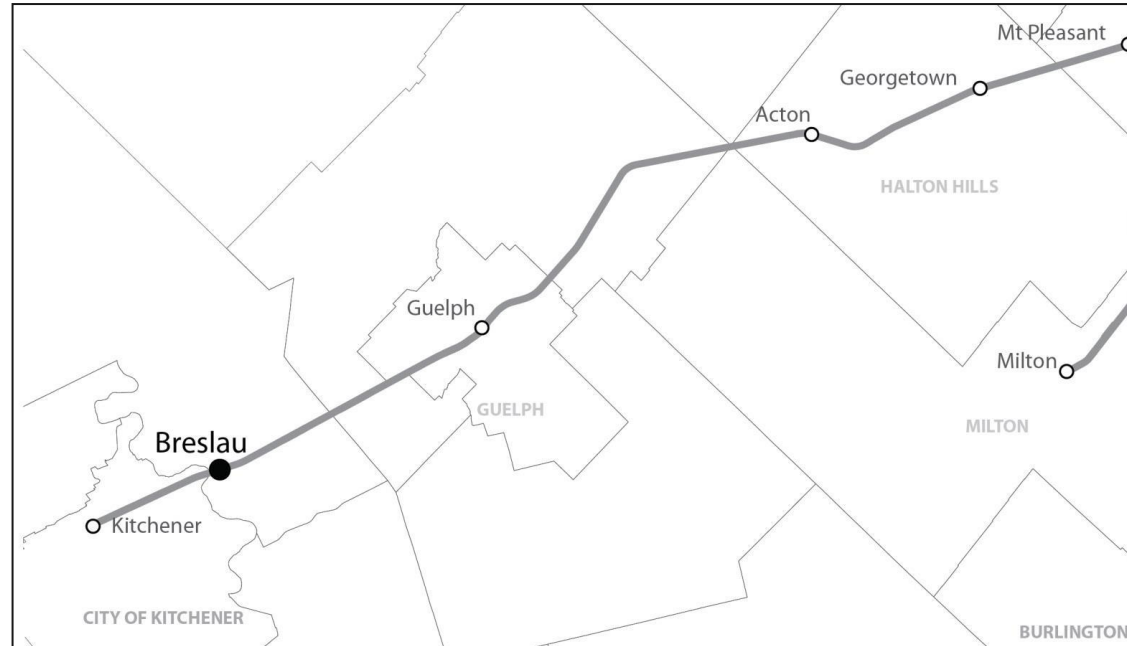 Mt Pleasant
Georgetown
Acton
HALTON HILLS
Guelph
Milton
GUELPH
MILTON
Breslau
Kitchener
CITY OF KITCHENER
BURLINGTON